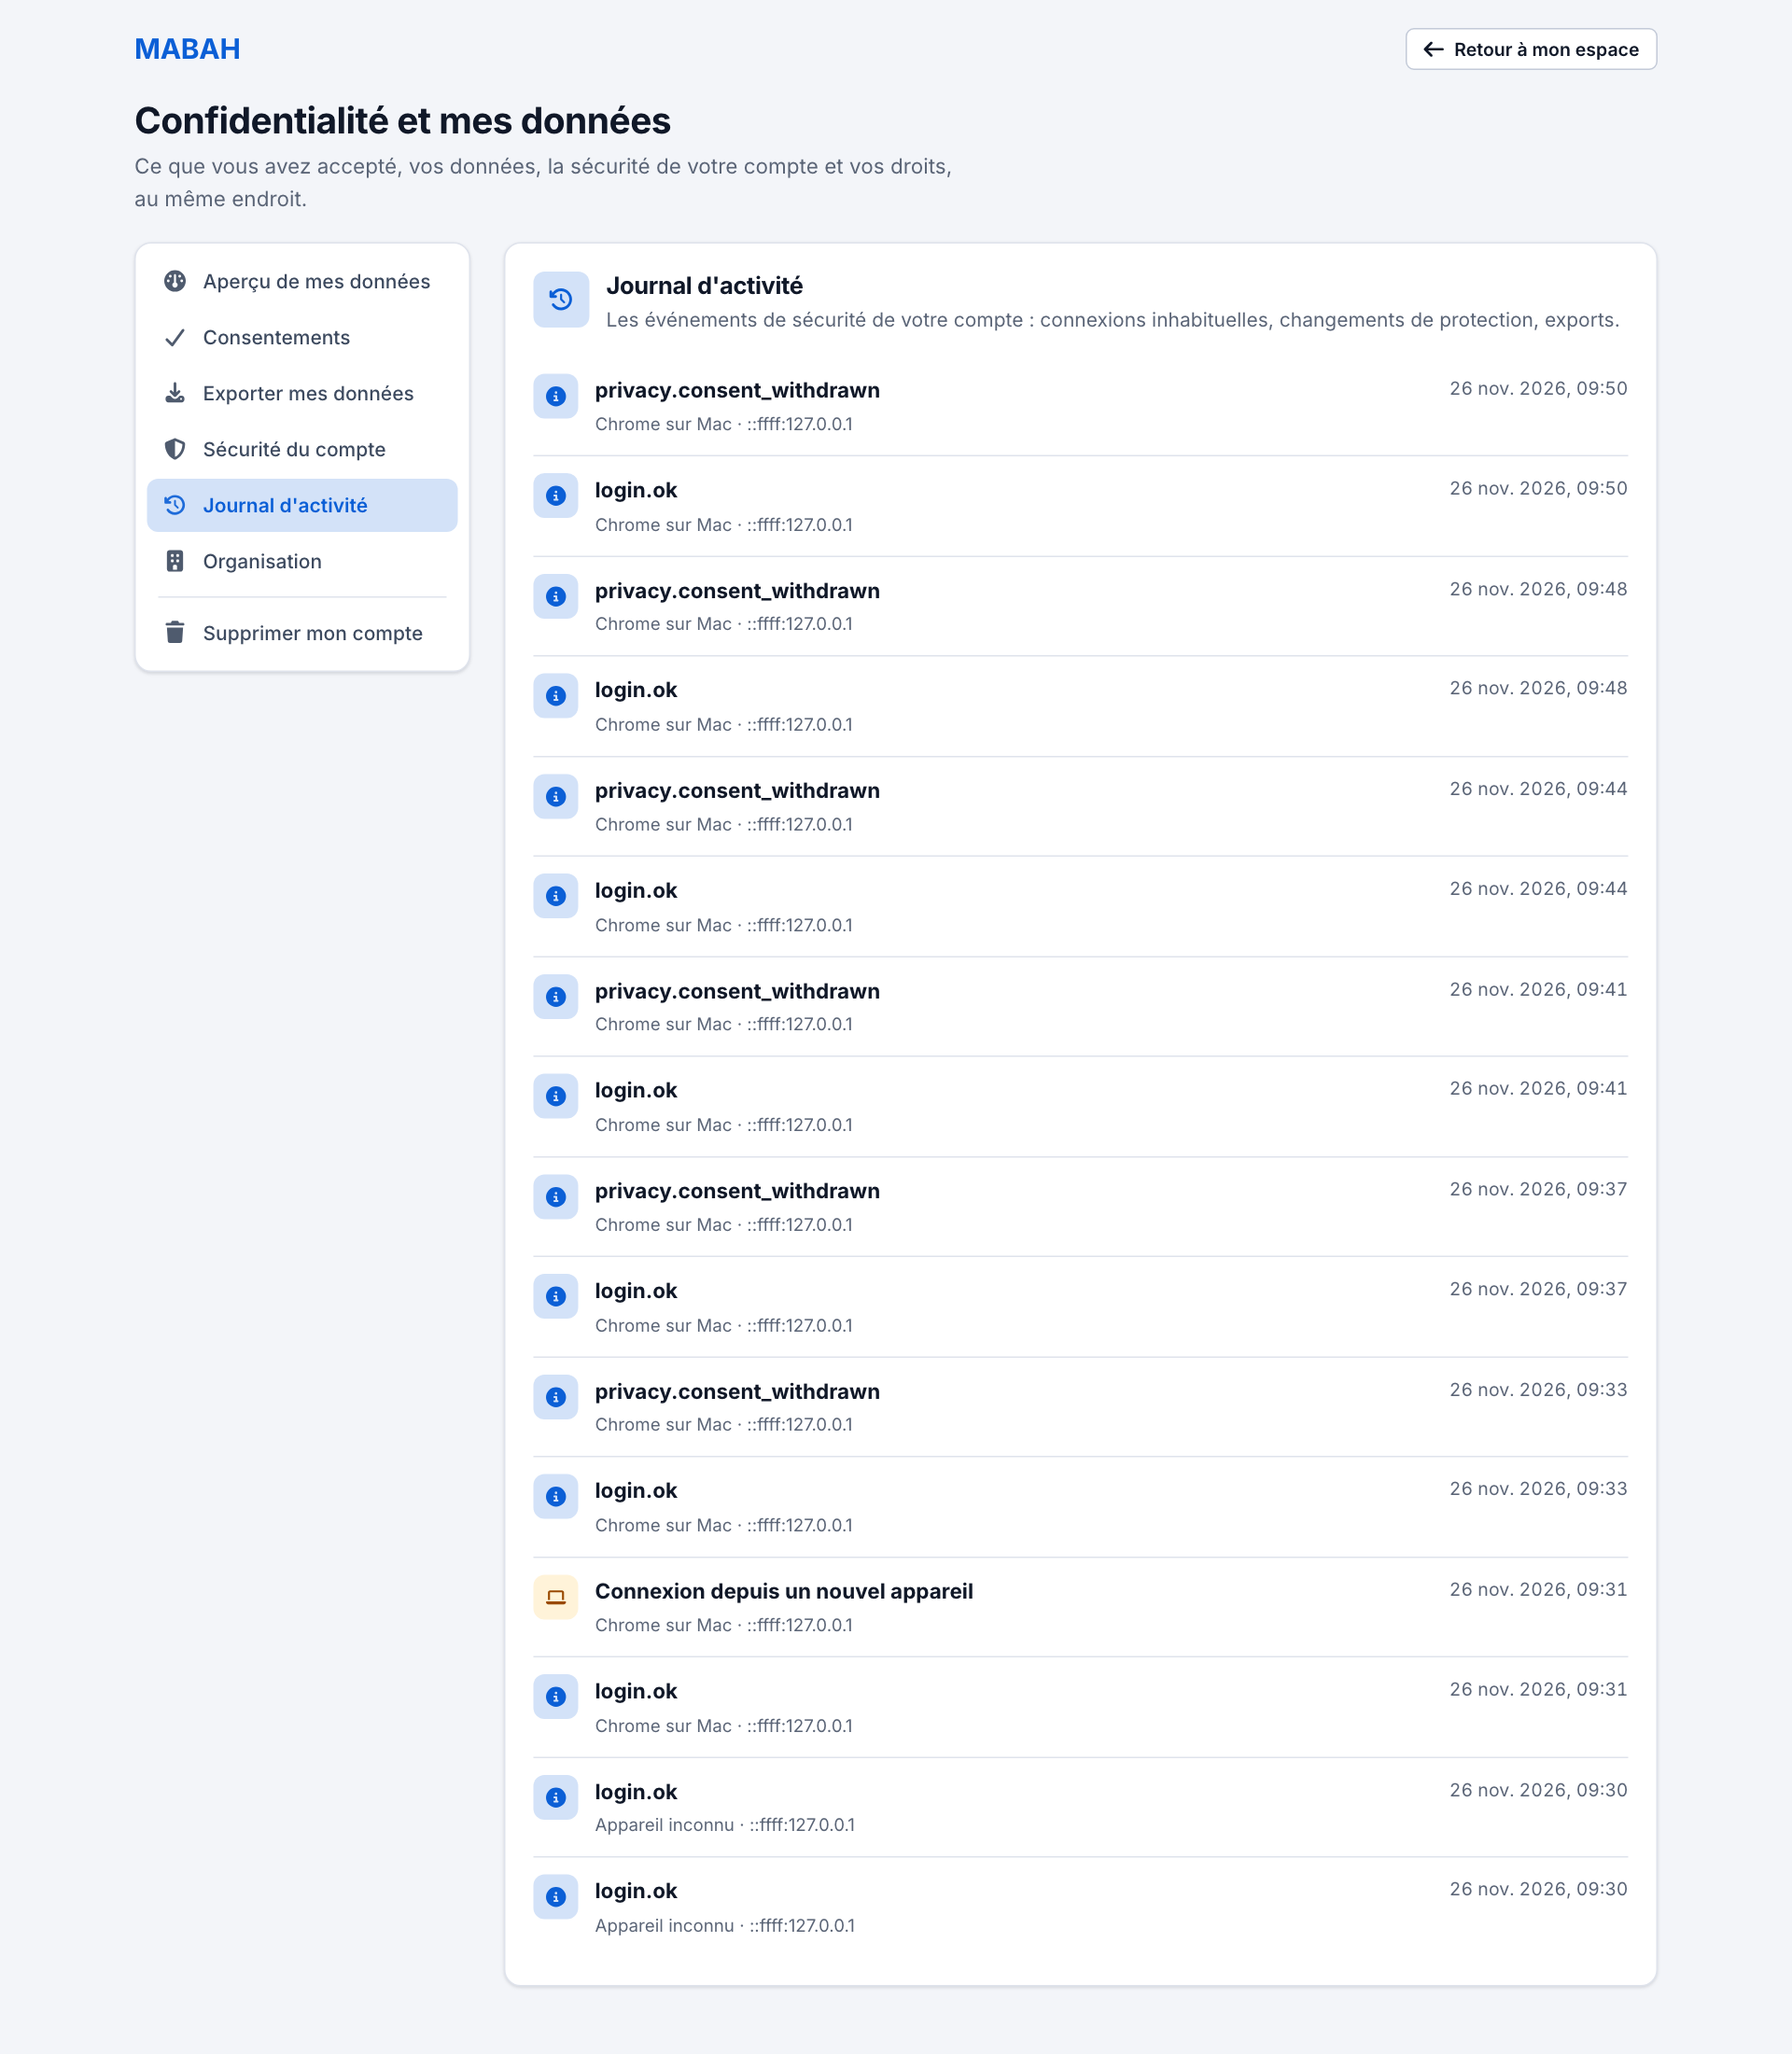 MABAH
Retour à mon espace
Confidentialité et mes données
Ce que vous avez accepté, vos données, la sécurité de votre compte et vos droits,
au même endroit.
Aperçu de mes données
Consentements
Exporter mes données
Sécurité du compte
Journal d'activité
Organisation
Supprimer mon compte
Journal d'activité
Les événements de sécurité de votre compte : connexions inhabituelles, changements de protection, exports.
privacy.consent_withdrawn 26 nov. 2026, 09:50
Chrome sur Mac · ::ffff:127.0.0.1
login.ok 26 nov. 2026, 09:50
Chrome sur Mac · ::ffff:127.0.0.1
privacy.consent_withdrawn 26 nov. 2026, 09:48
Chrome sur Mac · ::ffff:127.0.0.1
login.ok 26 nov. 2026, 09:48
Chrome sur Mac · ::ffff:127.0.0.1
privacy.consent_withdrawn 26 nov. 2026, 09:44
Chrome sur Mac · ::ffff:127.0.0.1
login.ok 26 nov. 2026, 09:44
Chrome sur Mac · ::ffff:127.0.0.1
privacy.consent_withdrawn 26 nov. 2026, 09:41
Chrome sur Mac · ::ffff:127.0.0.1
login.ok 26 nov. 2026, 09:41
Chrome sur Mac · ::ffff:127.0.0.1
privacy.consent_withdrawn 26 nov. 2026, 09:37
Chrome sur Mac · ::ffff:127.0.0.1
login.ok 26 nov. 2026, 09:37
Chrome sur Mac · ::ffff:127.0.0.1
privacy.consent_withdrawn 26 nov. 2026, 09:33
Chrome sur Mac · ::ffff:127.0.0.1
login.ok 26 nov. 2026, 09:33
Chrome sur Mac · ::ffff:127.0.0.1
Connexion depuis un nouvel appareil 26 nov. 2026, 09:31
Chrome sur Mac · ::ffff:127.0.0.1
login.ok 26 nov. 2026, 09:31
Chrome sur Mac · ::ffff:127.0.0.1
login.ok 26 nov. 2026, 09:30
Appareil inconnu · ::ffff:127.0.0.1
login.ok 26 nov. 2026, 09:30
Appareil inconnu · ::ffff:127.0.0.1